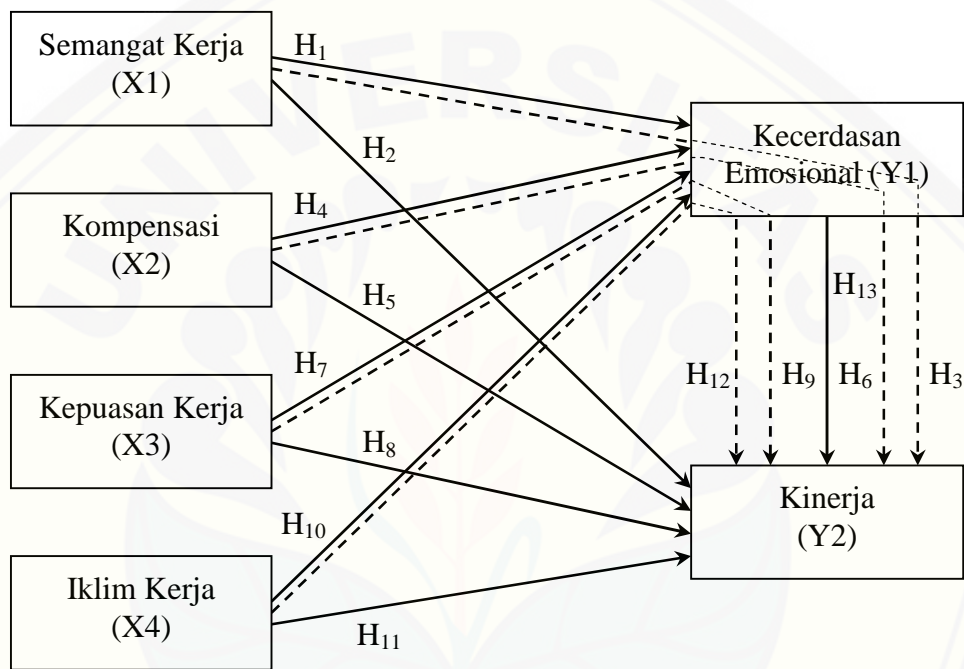 Semangat Kerja
(X1)
H₁
H₂
Kecerdasan
Emosional (Y1)
Kompensasi
(X2)
H₄
H₅
H₁₃
Kepuasan Kerja
(X3)
H₇
H₈
H₁₂
H₉
H₆
H₃
Kinerja
(Y2)
H₁₀
Iklim Kerja
(X4)
H₁₁
UNIVERSITAS